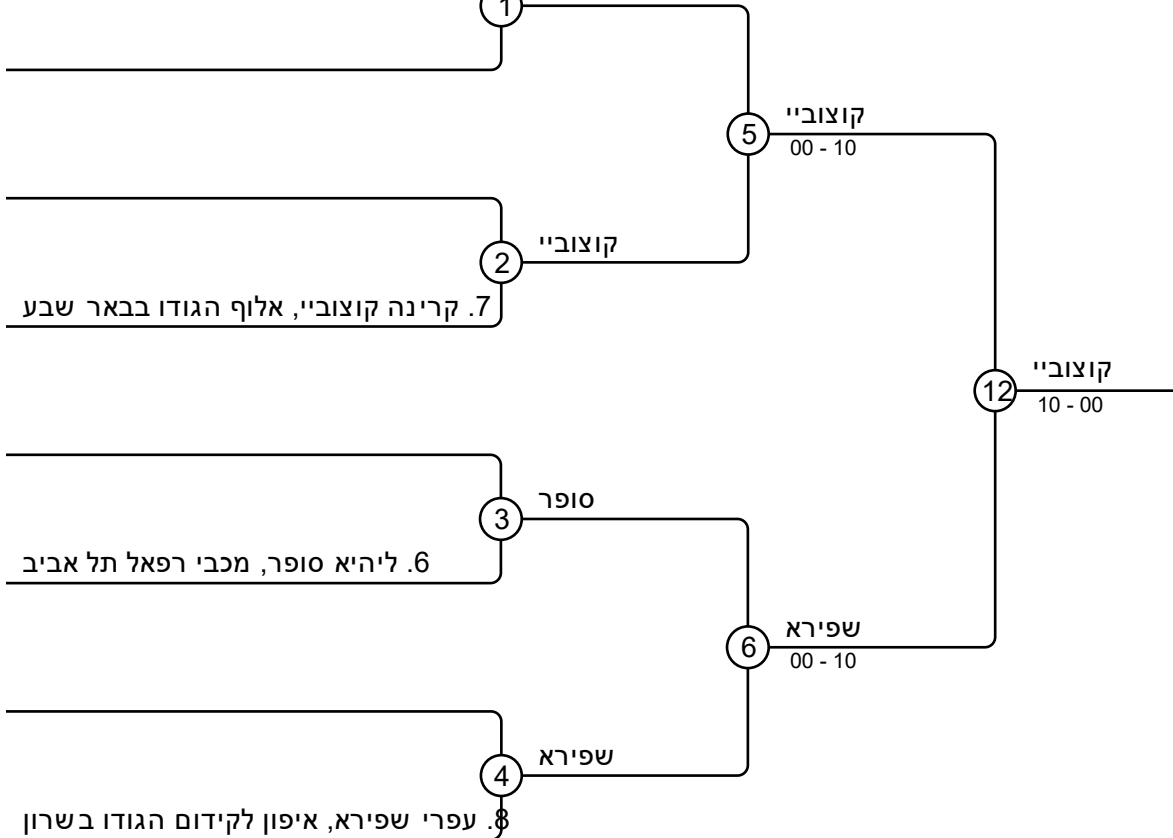 1
קוצוביי
5
00 - 10
קוצוביי
2
7. קרינה קוצוביי, אלוף הגודו בבאר שבע
קוצוביי
12
10 - 00
סופר
3
6. ליהיא סופר, מכבי רפאל תל אביב
שפירא
6
00 - 10
שפירא
4
8. עפרי שפירא, איפון לקידום הגודו בשרון